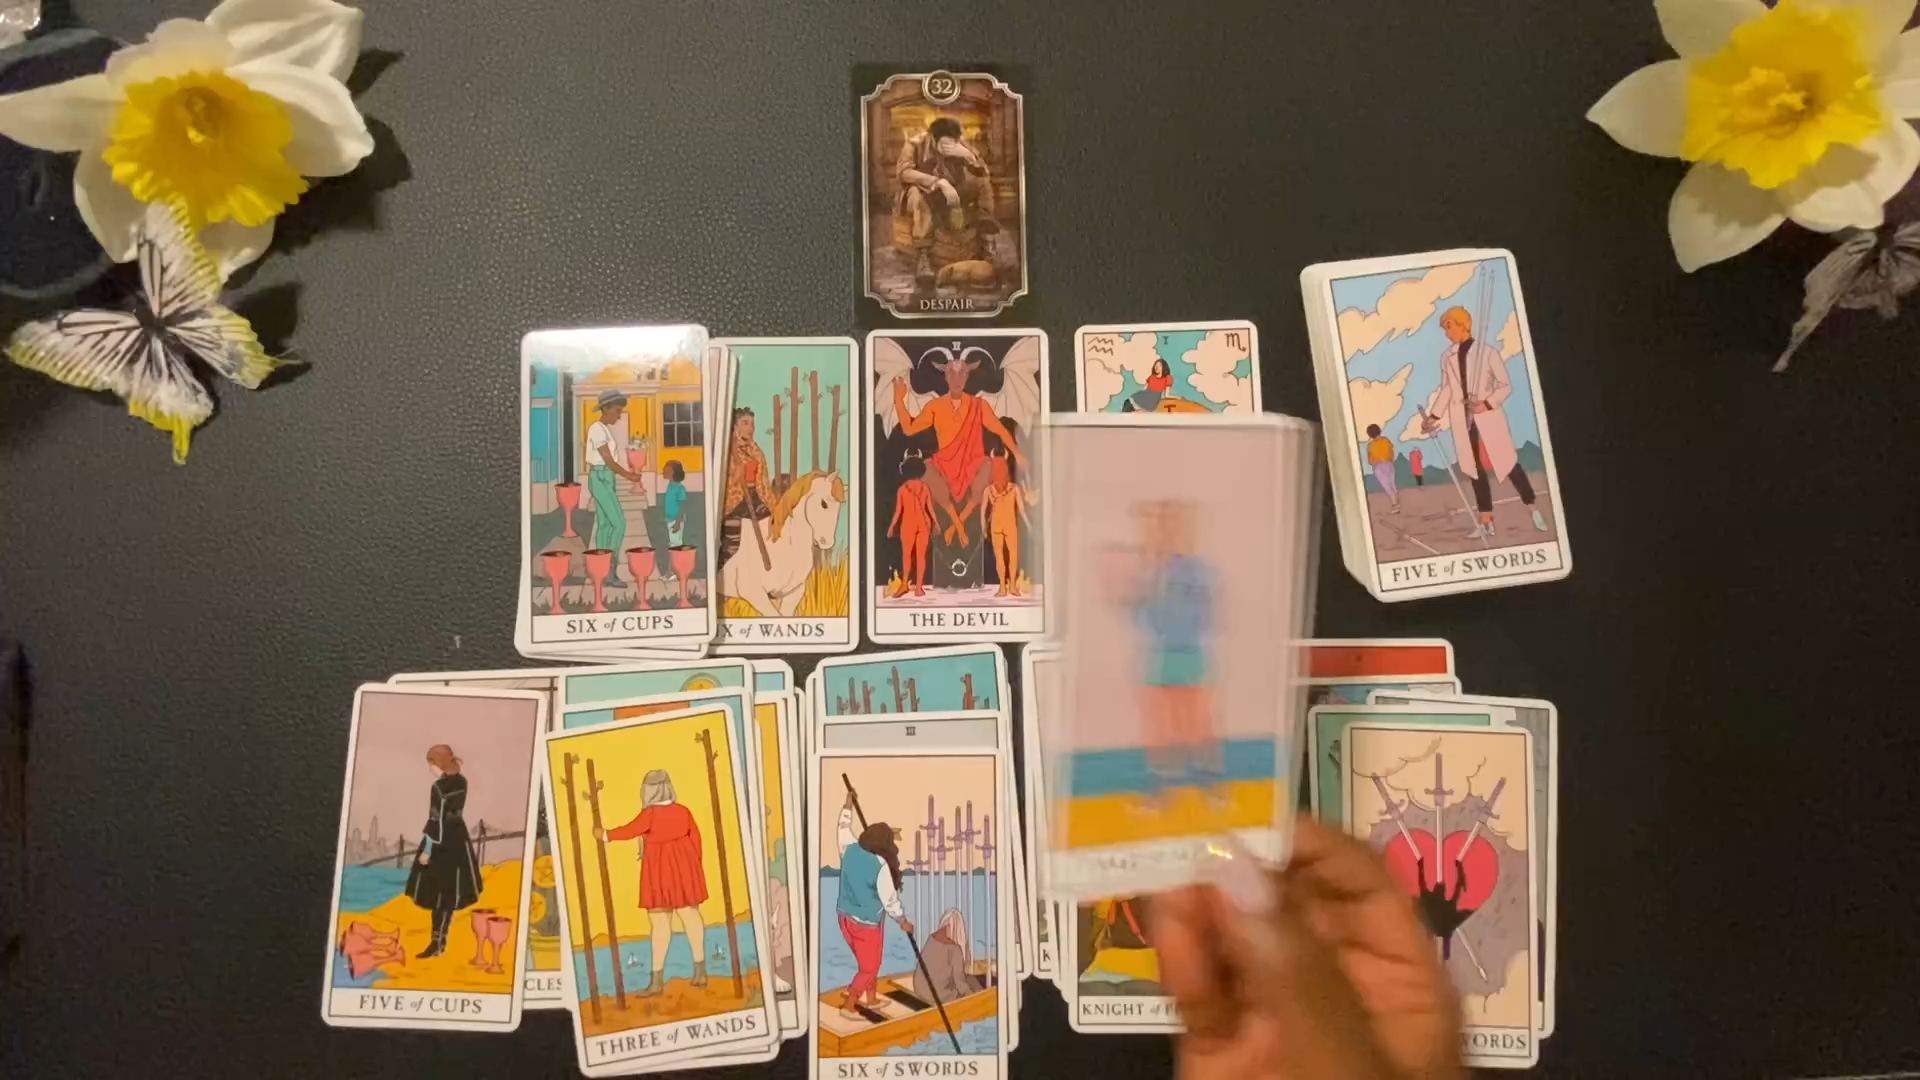 32
DESPAIR
SIX of CUPS
X of WANDS
THE DEVIL
FIVE of SWORDS
FIVE of CUPS
CLES
THREE of WANDS
SIX of SWORDS
KNIGHT of P
WORDS